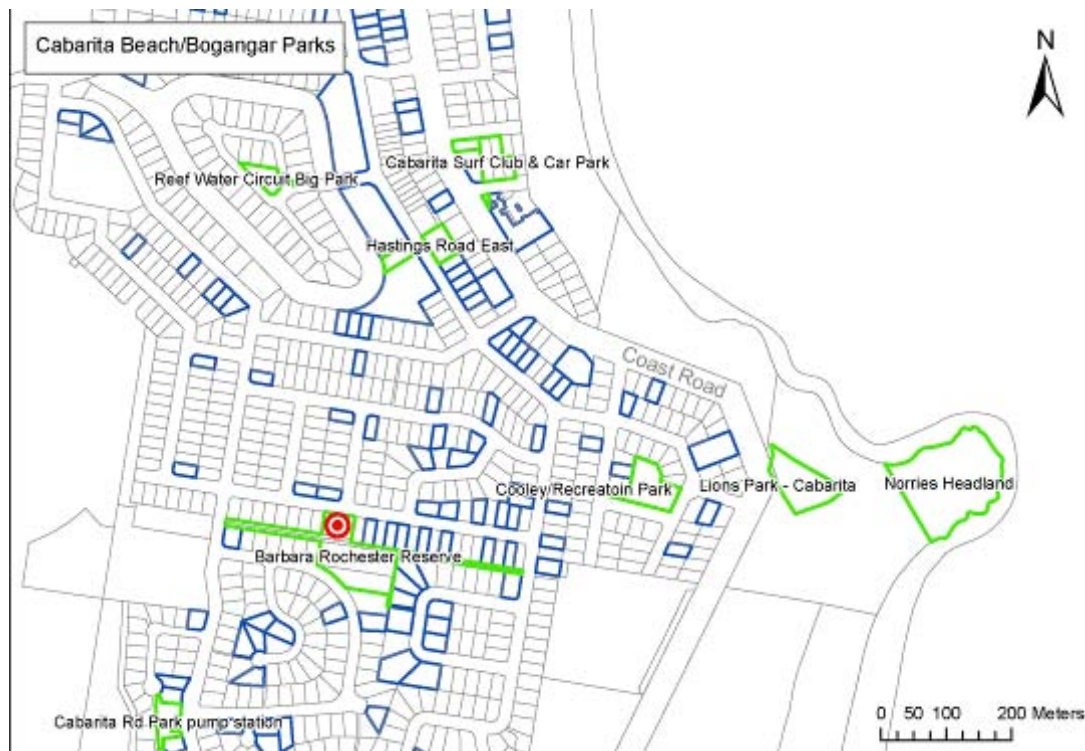 Cabarita Beach/Bogangar Parks
N
Cabarita Surf Club & Car Park
Reef Water Circuit Big Park
Hastings Road East
Coast Road
Cooley/Recreatoin Park
Lions Park - Cabarita
Norries Headland
Barbara Rochester Reserve
Cabarita Rd Park pump station
0 50 100 200 Meters